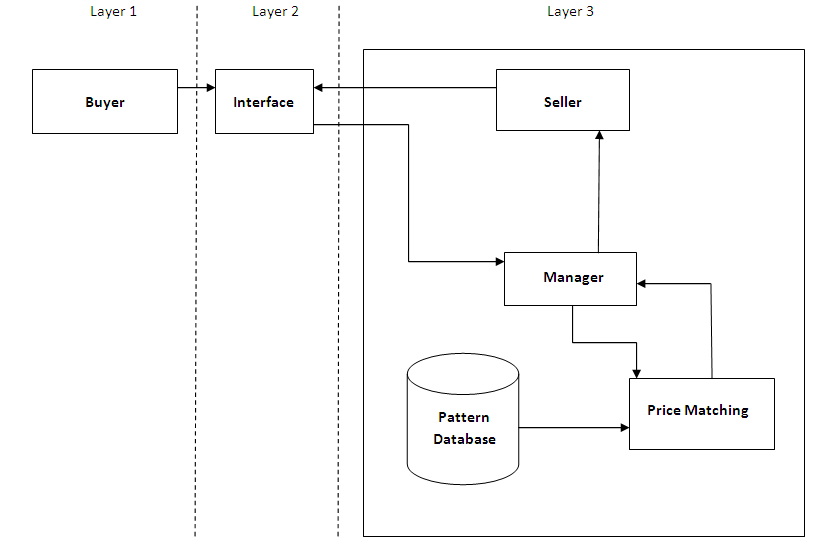 Layer 1
Layer 2
Layer 3
Buyer
Interface
Seller
Manager
Pattern
Database
Price Matching